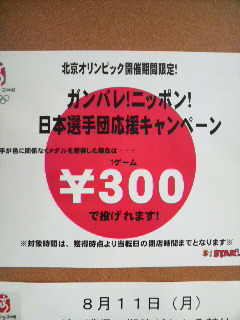 北京オリンピック開催期間限定!
ガンバレ!ニッポン!
日本選手団応援キャンペーン
手が色に関係なくメダルを獲得した場合は・・・
1ゲーム
¥300
で投げれます!
※対象時間は、獲得時点より当転日の閉店時間までとなります※
8月11日(月)